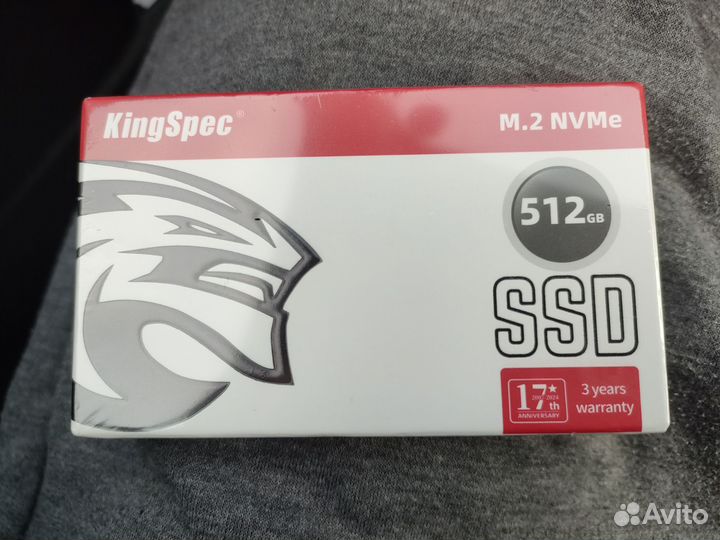 KingSpec®
M.2 NVMe
512GB
SSD
17th
2007-2024
ANNIVERSARY
3 years
warranty
Avito